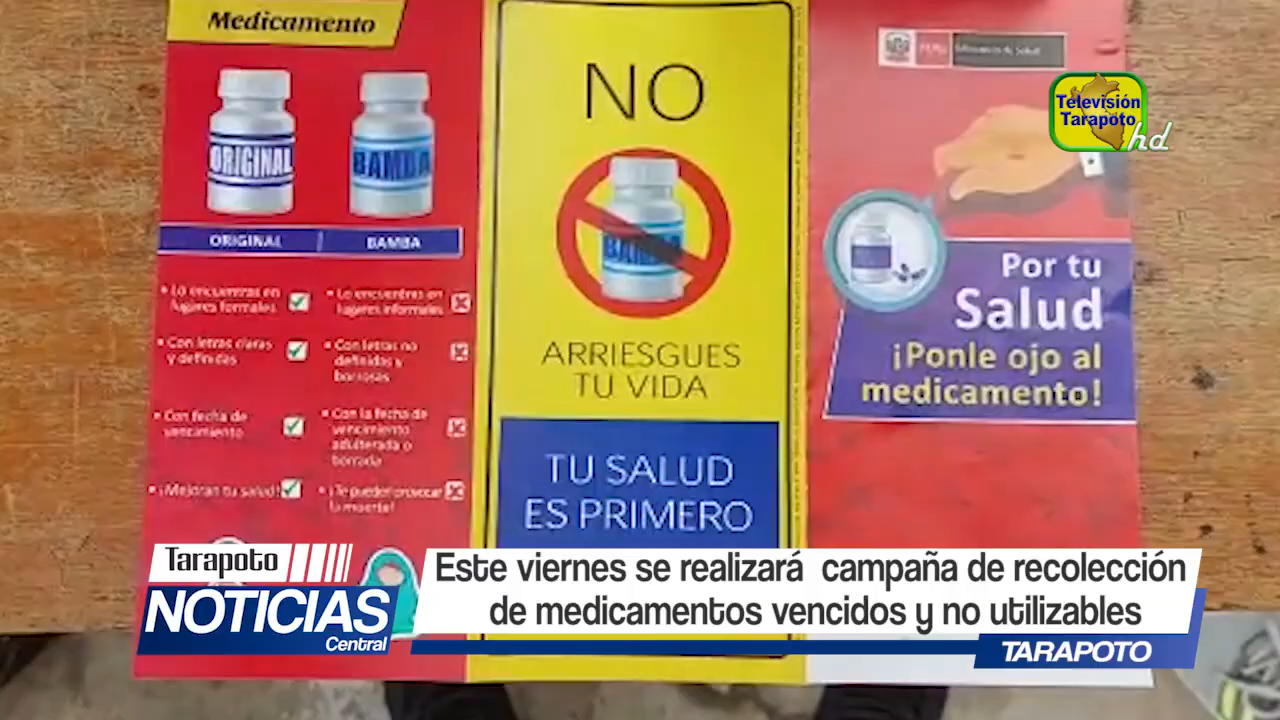 Medicamento
ORIGINAL
BAMBA
ORIGINAL
BAMBA
• Lo encuentras en
lugares formales
• Lo encuentras en
lugares informales
• Con letras claras
y definidas
• Con letras no
definidas y
borrosas
• Con fecha de
vencimiento
• Con la fecha de
vencimiento
adulterada o
borrada
• ¡Mejoran tu salud!
• ¡Te pueden provocar
la muerte!
NO
BAMBA
ARRIESGUES
TU VIDA
TU SALUD
ES PRIMERO
PERÚ
Ministerio de Salud
Televisión
Tarapoto
hd
Por tu
Salud
¡Ponle ojo al
medicamento!
Tarapoto
NOTICIAS
Central
Este viernes se realizará campaña de recolección
de medicamentos vencidos y no utilizables
TARAPOTO